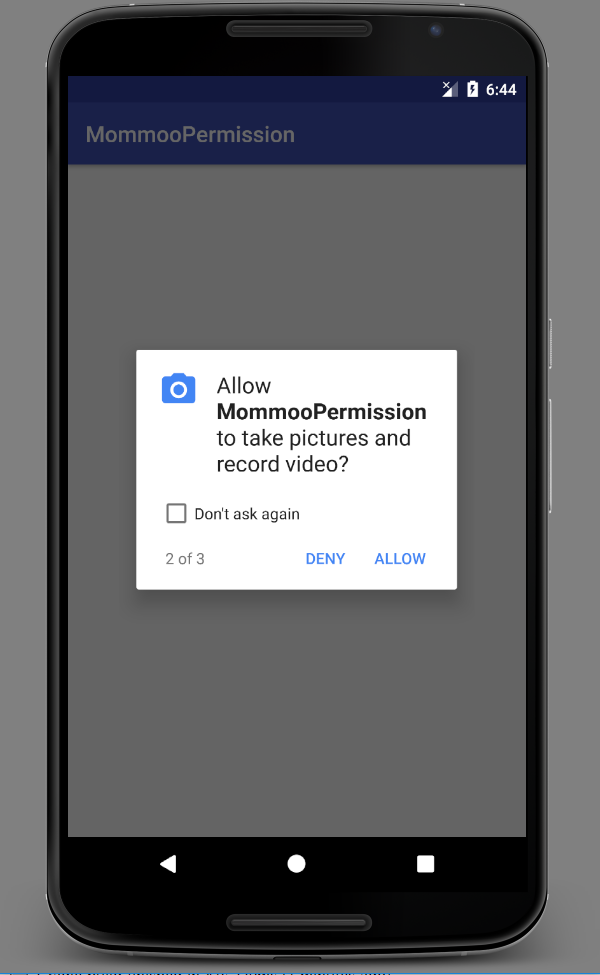 6:44
MommooPermission
Allow
MommooPermission
to take pictures and
record video?
Don't ask again
2 of 3
DENY
ALLOW